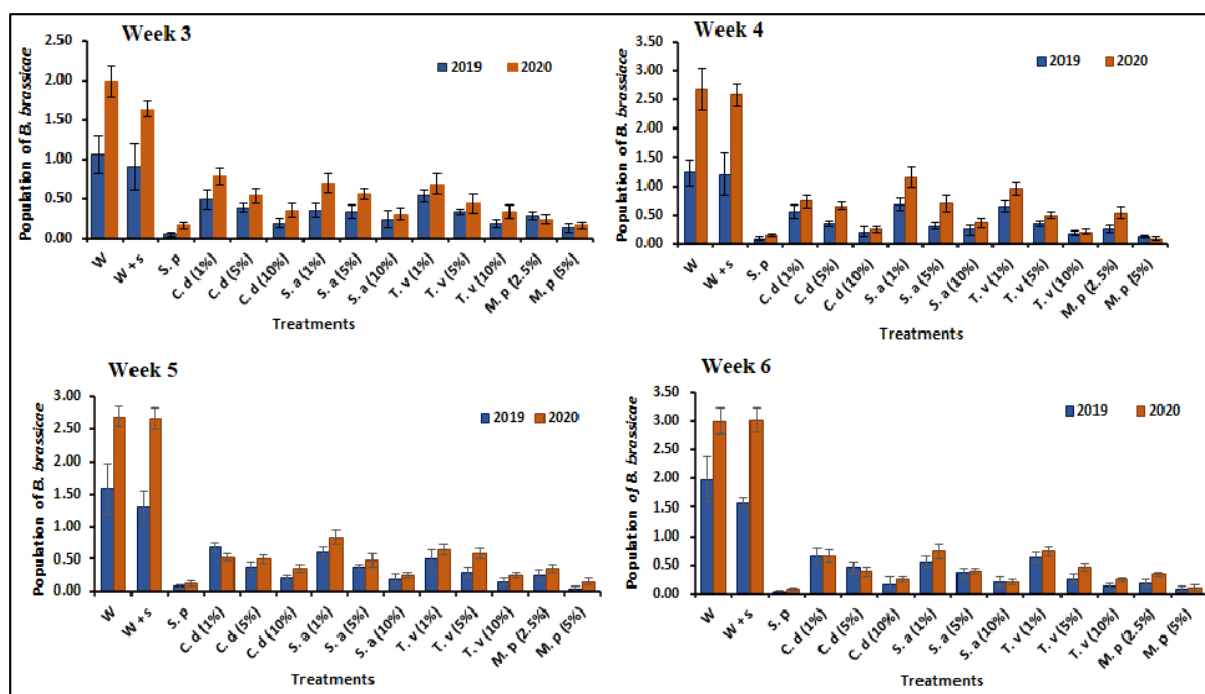 Week 3
Population of B. brassicae
2.50
2.00
1.50
1.00
0.50
0.00
2019 2020
W W + s S. p C. d (1%) C. d (5%) C. d (10%) S. a (1%) S. a (5%) S. a (10%) T. v (1%) T. v (5%) T. v (10%) M. p (2.5%) M. p (5%)
Treatments
Week 4
Population of B. brassicae
3.50
3.00
2.50
2.00
1.50
1.00
0.50
0.00
2019 2020
W W + s S. p C. d (1%) C. d (5%) C. d (10%) S. a (1%) S. a (5%) S. a (10%) T. v (1%) T. v (5%) T. v (10%) M. p (2.5%) M. p (5%)
Treatments
Week 5
Population of B. brassicae
3.00
2.50
2.00
1.50
1.00
0.50
0.00
2019 2020
W W + s S. p C. d (1%) C. d (5%) C. d (10%) S. a (1%) S. a (5%) S. a (10%) T. v (1%) T. v (5%) T. v (10%) M. p (2.5%) M. p (5%)
Treatments
Week 6
Population of B. brassicae
3.50
3.00
2.50
2.00
1.50
1.00
0.50
0.00
2019 2020
W W + s S. p C. d (1%) C. d (5%) C. d (10%) S. a (1%) S. a (5%) S. a (10%) T. v (1%) T. v (5%) T. v (10%) M. p (2.5%) M. p (5%)
Treatments